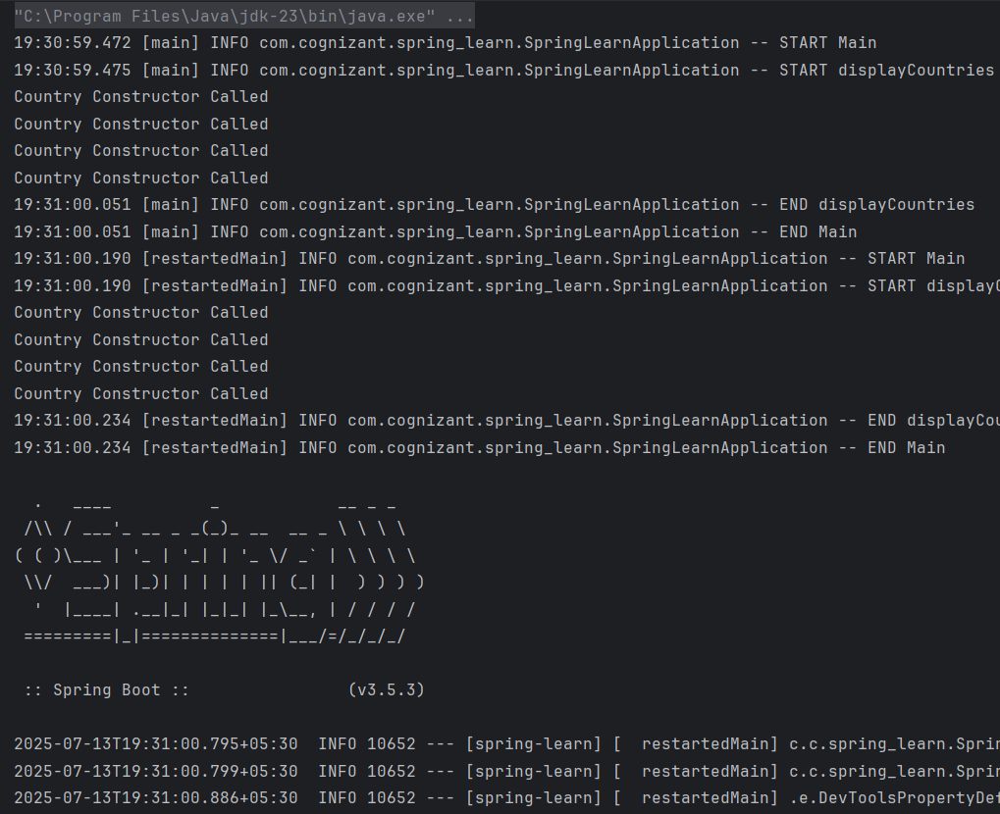 "C:\Program Files\Java\jdk-23\bin\java.exe" ...
19:30:59.472 [main] INFO com.cognizant.spring_learn.SpringLearnApplication -- START Main
19:30:59.475 [main] INFO com.cognizant.spring_learn.SpringLearnApplication -- START displayCountries
Country Constructor Called
Country Constructor Called
Country Constructor Called
Country Constructor Called
19:31:00.051 [main] INFO com.cognizant.spring_learn.SpringLearnApplication -- END displayCountries
19:31:00.051 [main] INFO com.cognizant.spring_learn.SpringLearnApplication -- END Main
19:31:00.190 [restartedMain] INFO com.cognizant.spring_learn.SpringLearnApplication -- START Main
19:31:00.190 [restartedMain] INFO com.cognizant.spring_learn.SpringLearnApplication -- START display
Country Constructor Called
Country Constructor Called
Country Constructor Called
Country Constructor Called
19:31:00.234 [restartedMain] INFO com.cognizant.spring_learn.SpringLearnApplication -- END displayCou
19:31:00.234 [restartedMain] INFO com.cognizant.spring_learn.SpringLearnApplication -- END Main
  .   ____          _            __ _ _
 /\\ / ___'_ __ _ _(_)_ __  __ _ \ \ \ \
( ( )\___ | '_ | '_| | '_ \/ _` | \ \ \ \
 \\/  ___)| |_)| | | | | || (_| |  ) ) ) )
  '  |____| .__|_| |_|_| |_\__, | / / / /
 =========|_|==============|___/=/_/_/_/
 :: Spring Boot ::                (v3.5.3)
2025-07-13T19:31:00.795+05:30  INFO 10652 --- [spring-learn] [  restartedMain] c.c.spring_learn.Sprin
2025-07-13T19:31:00.799+05:30  INFO 10652 --- [spring-learn] [  restartedMain] c.c.spring_learn.Sprin
2025-07-13T19:31:00.886+05:30  INFO 10652 --- [spring-learn] [  restartedMain] .e.DevToolsPropertyDef